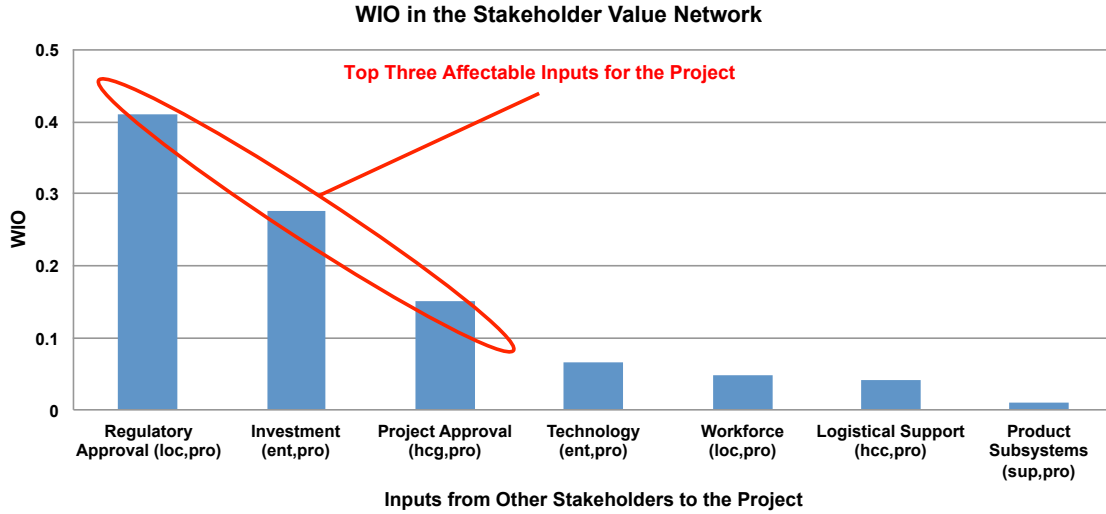 WIO in the Stakeholder Value Network
0.5
Top Three Affectable Inputs for the Project
0.4
0.3
WIO
0.2
0.1
0
Regulatory
Approval (loc,pro)
Investment
(ent,pro)
Project Approval
(hcg,pro)
Technology
(ent,pro)
Workforce
(loc,pro)
Logistical Support
(hcc,pro)
Product
Subsystems
(sup,pro)
Inputs from Other Stakeholders to the Project